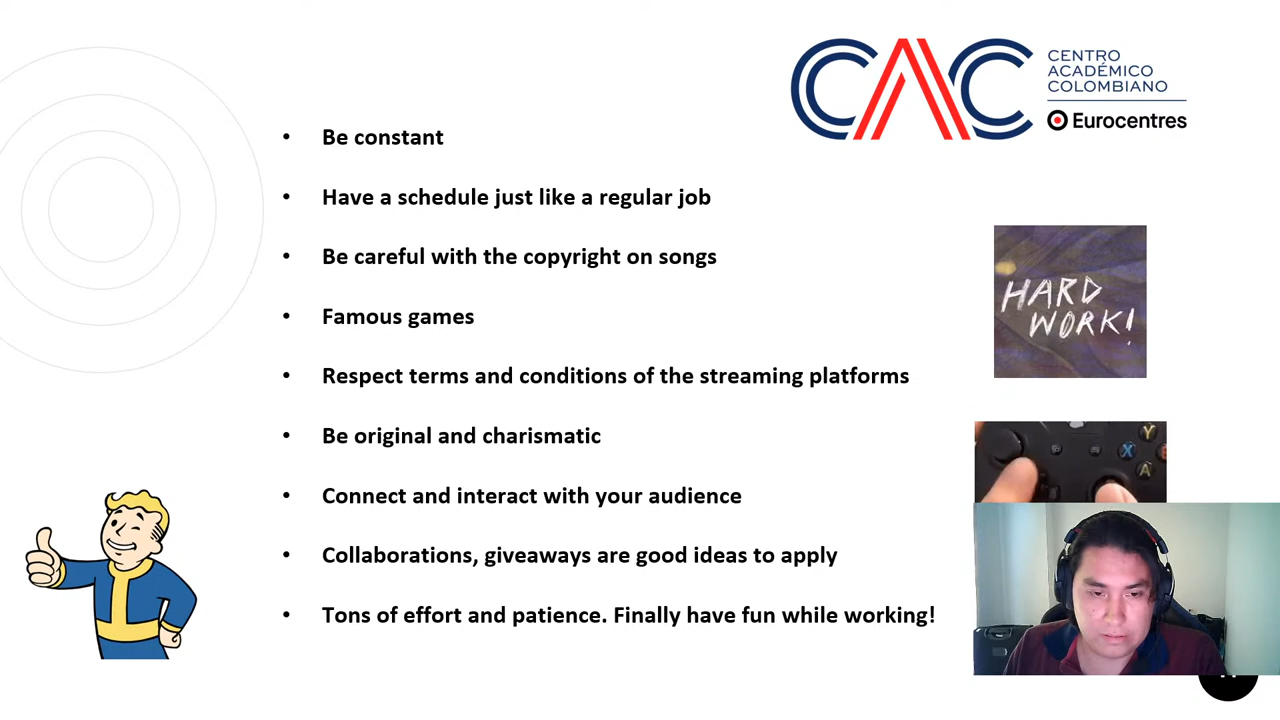 CAC
CENTRO
ACADÉMICO
COLOMBIANO
Eurocentres
• Be constant
• Have a schedule just like a regular job
• Be careful with the copyright on songs
• Famous games
• Respect terms and conditions of the streaming platforms
• Be original and charismatic
• Connect and interact with your audience
• Collaborations, giveaways are good ideas to apply
• Tons of effort and patience. Finally have fun while working!
HARD
WORK!
Y
X
A